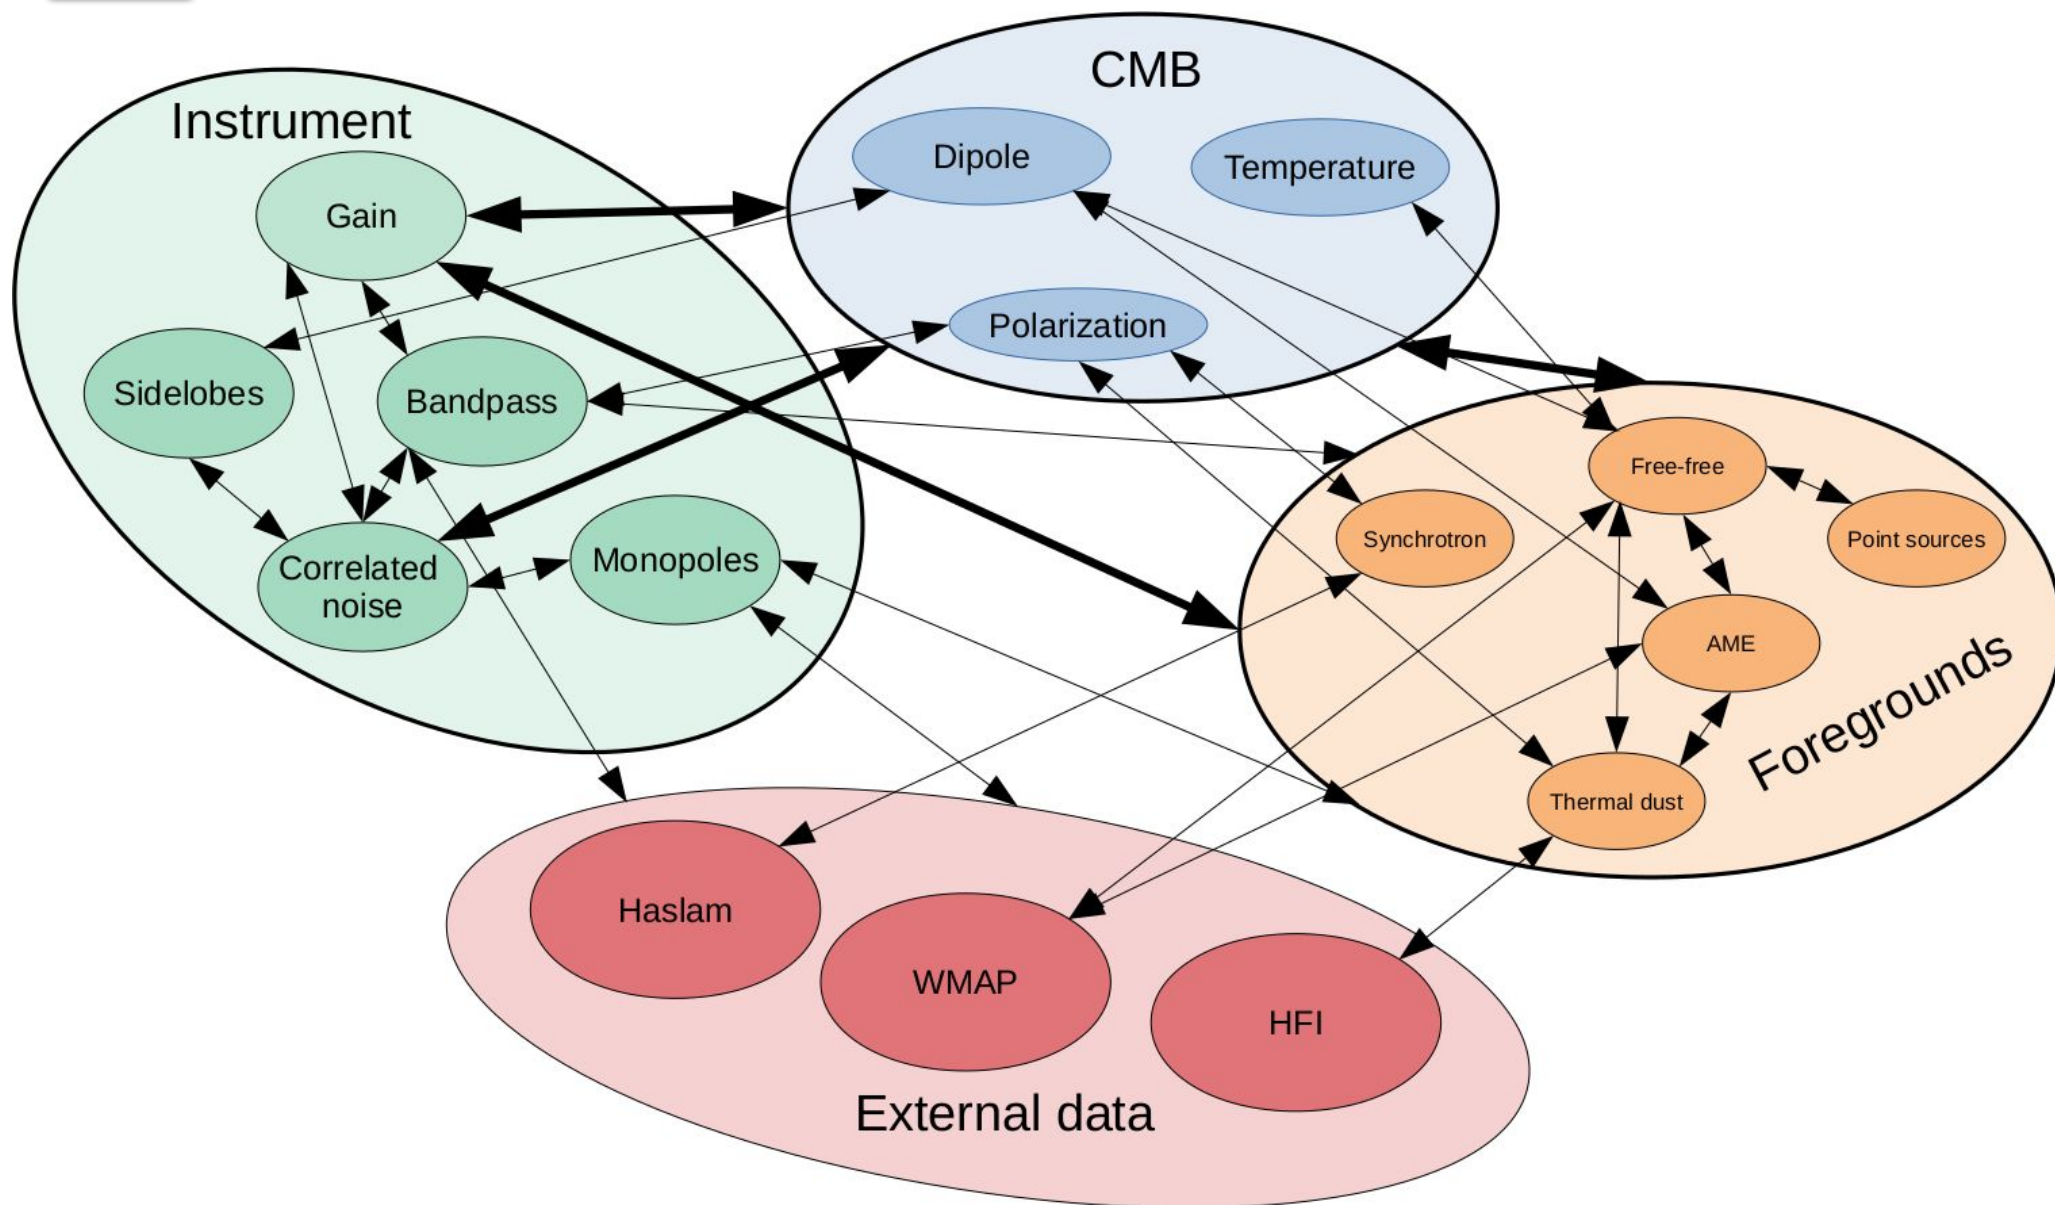 CMB
Instrument
Dipole
Temperature
Gain
Polarization
Sidelobes
Bandpass
Free-free
Synchrotron
Point sources
Correlated
noise
Monopoles
AME
Foregrounds
Thermal dust
Haslam
WMAP
HFI
External data